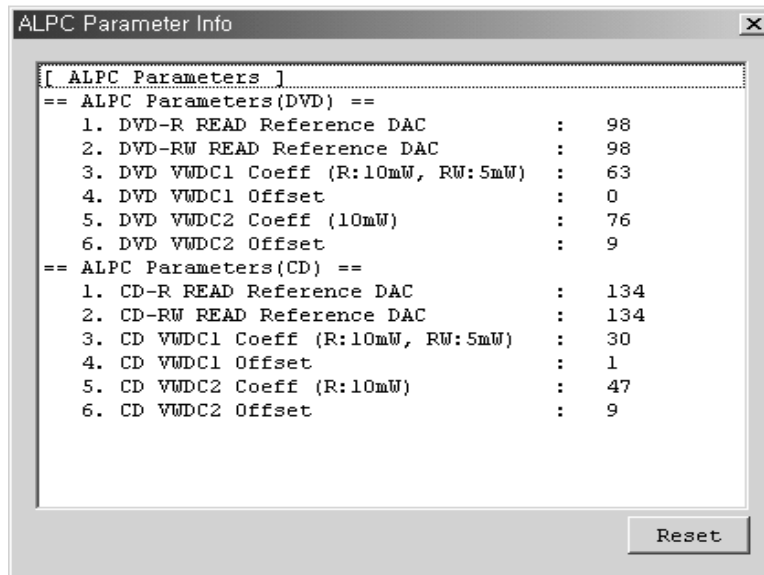 ALPC Parameter Info
[ ALPC Parameters ]
== ALPC Parameters(DVD) ==
1. DVD-R READ Reference DAC : 98
2. DVD-RW READ Reference DAC : 98
3. DVD VWDC1 Coeff (R:10mW, RW:5mW) : 63
4. DVD VWDC1 Offset : 0
5. DVD VWDC2 Coeff (10mW) : 76
6. DVD VWDC2 Offset : 9
== ALPC Parameters(CD) ==
1. CD-R READ Reference DAC : 134
2. CD-RW READ Reference DAC : 134
3. CD VWDC1 Coeff (R:10mW, RW:5mW) : 30
4. CD VWDC1 Offset : 1
5. CD VWDC2 Coeff (R:10mW) : 47
6. CD VWDC2 Offset : 9
Reset